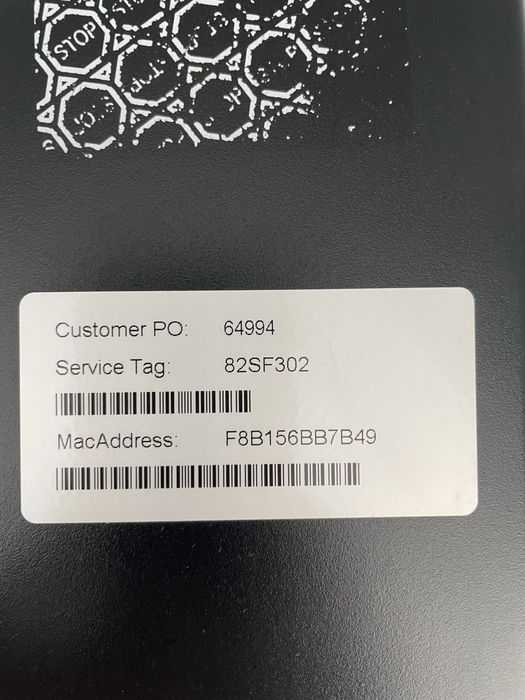 STOP
Customer PO: 64994
Service Tag: 82SF302
MacAddress: F8B156BB7B49